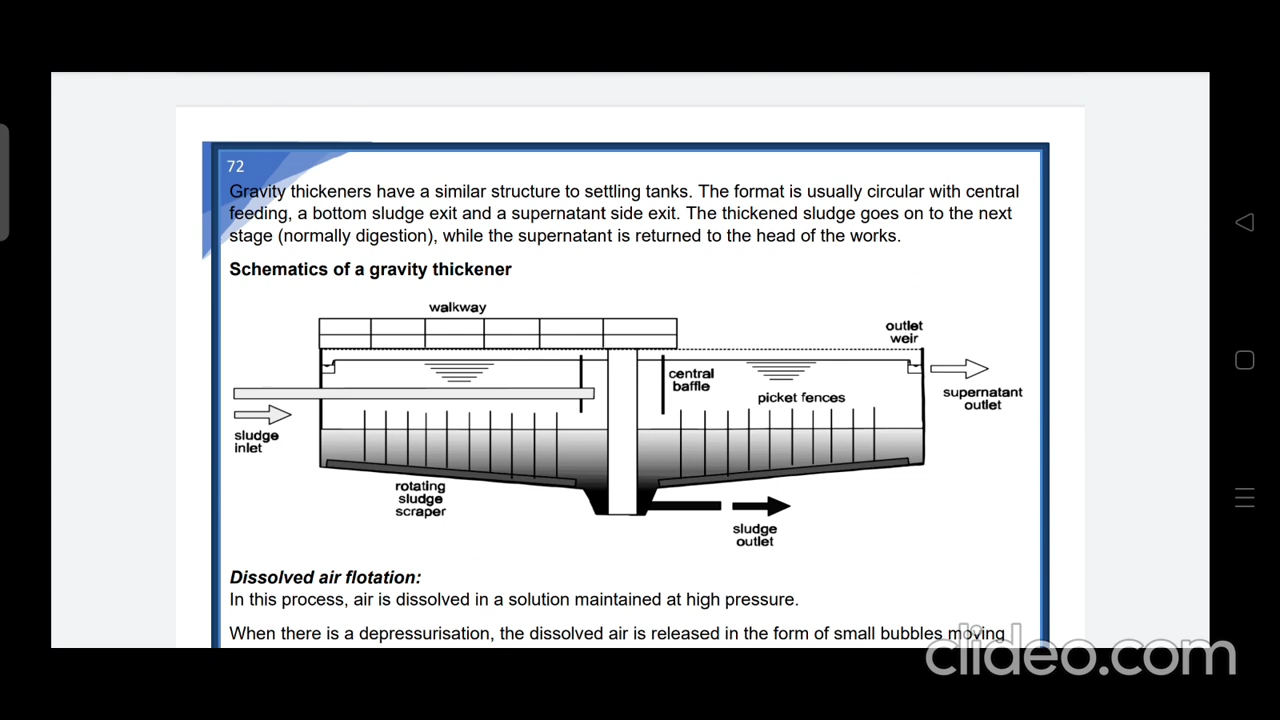 72
Gravity thickeners have a similar structure to settling tanks. The format is usually circular with central
feeding, a bottom sludge exit and a supernatant side exit. The thickened sludge goes on to the next
stage (normally digestion), while the supernatant is returned to the head of the works.
Schematics of a gravity thickener
walkway
outlet
weir
central
baffle
picket fences
supernatant
outlet
sludge
inlet
rotating
sludge
scraper
sludge
outlet
Dissolved air flotation:
In this process, air is dissolved in a solution maintained at high pressure.
When there is a depressurisation, the dissolved air is released in the form of small bubbles moving
clideo.com